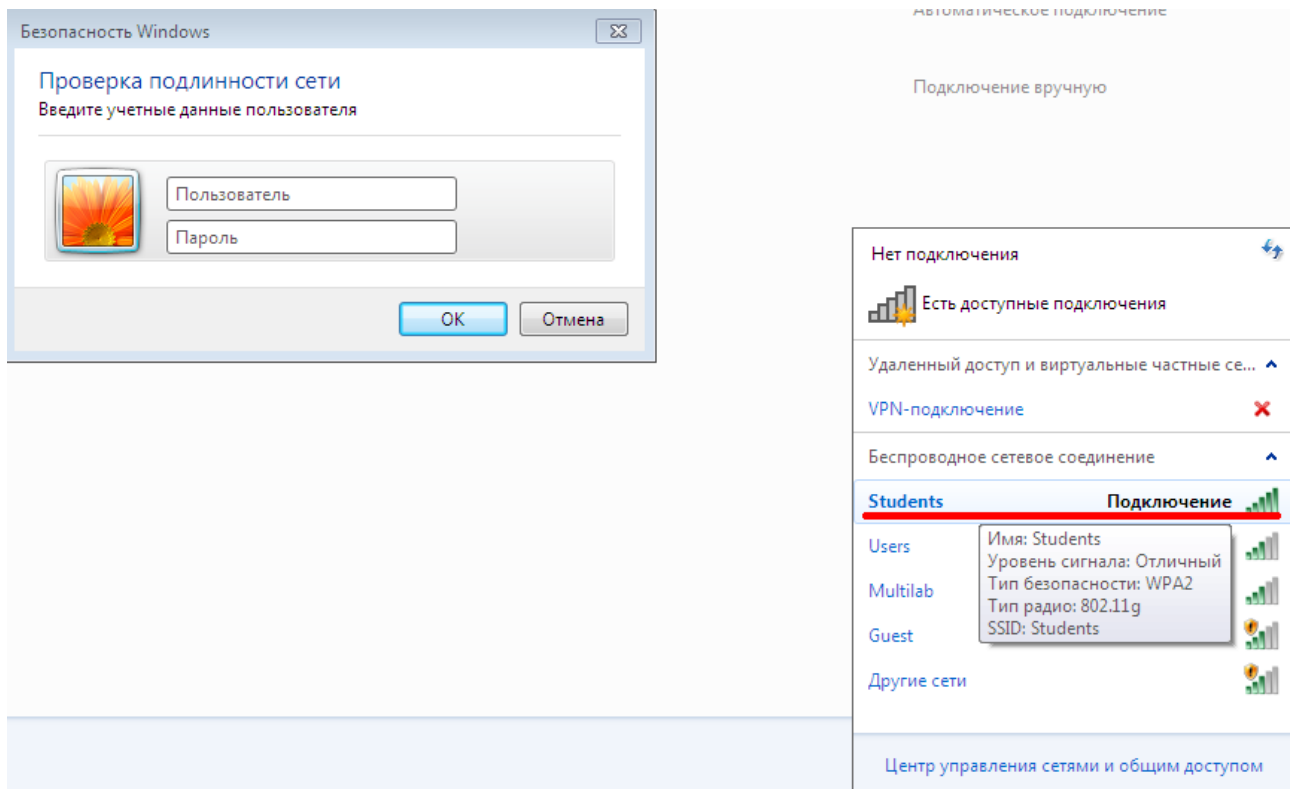 Безопасность Windows
Проверка подлинности сети
Введите учетные данные пользователя
Пользователь
Пароль
ОК
Отмена
Автоматическое подключение
Подключение вручную
Нет подключения
Есть доступные подключения
Удаленный доступ и виртуальные частные се...
VPN-подключение
Беспроводное сетевое соединение
Students Подключение
Users
Multilab
Guest
Другие сети
Имя: Students
Уровень сигнала: Отличный
Тип безопасности: WPA2
Тип радио: 802.11g
SSID: Students
Центр управления сетями и общим доступом